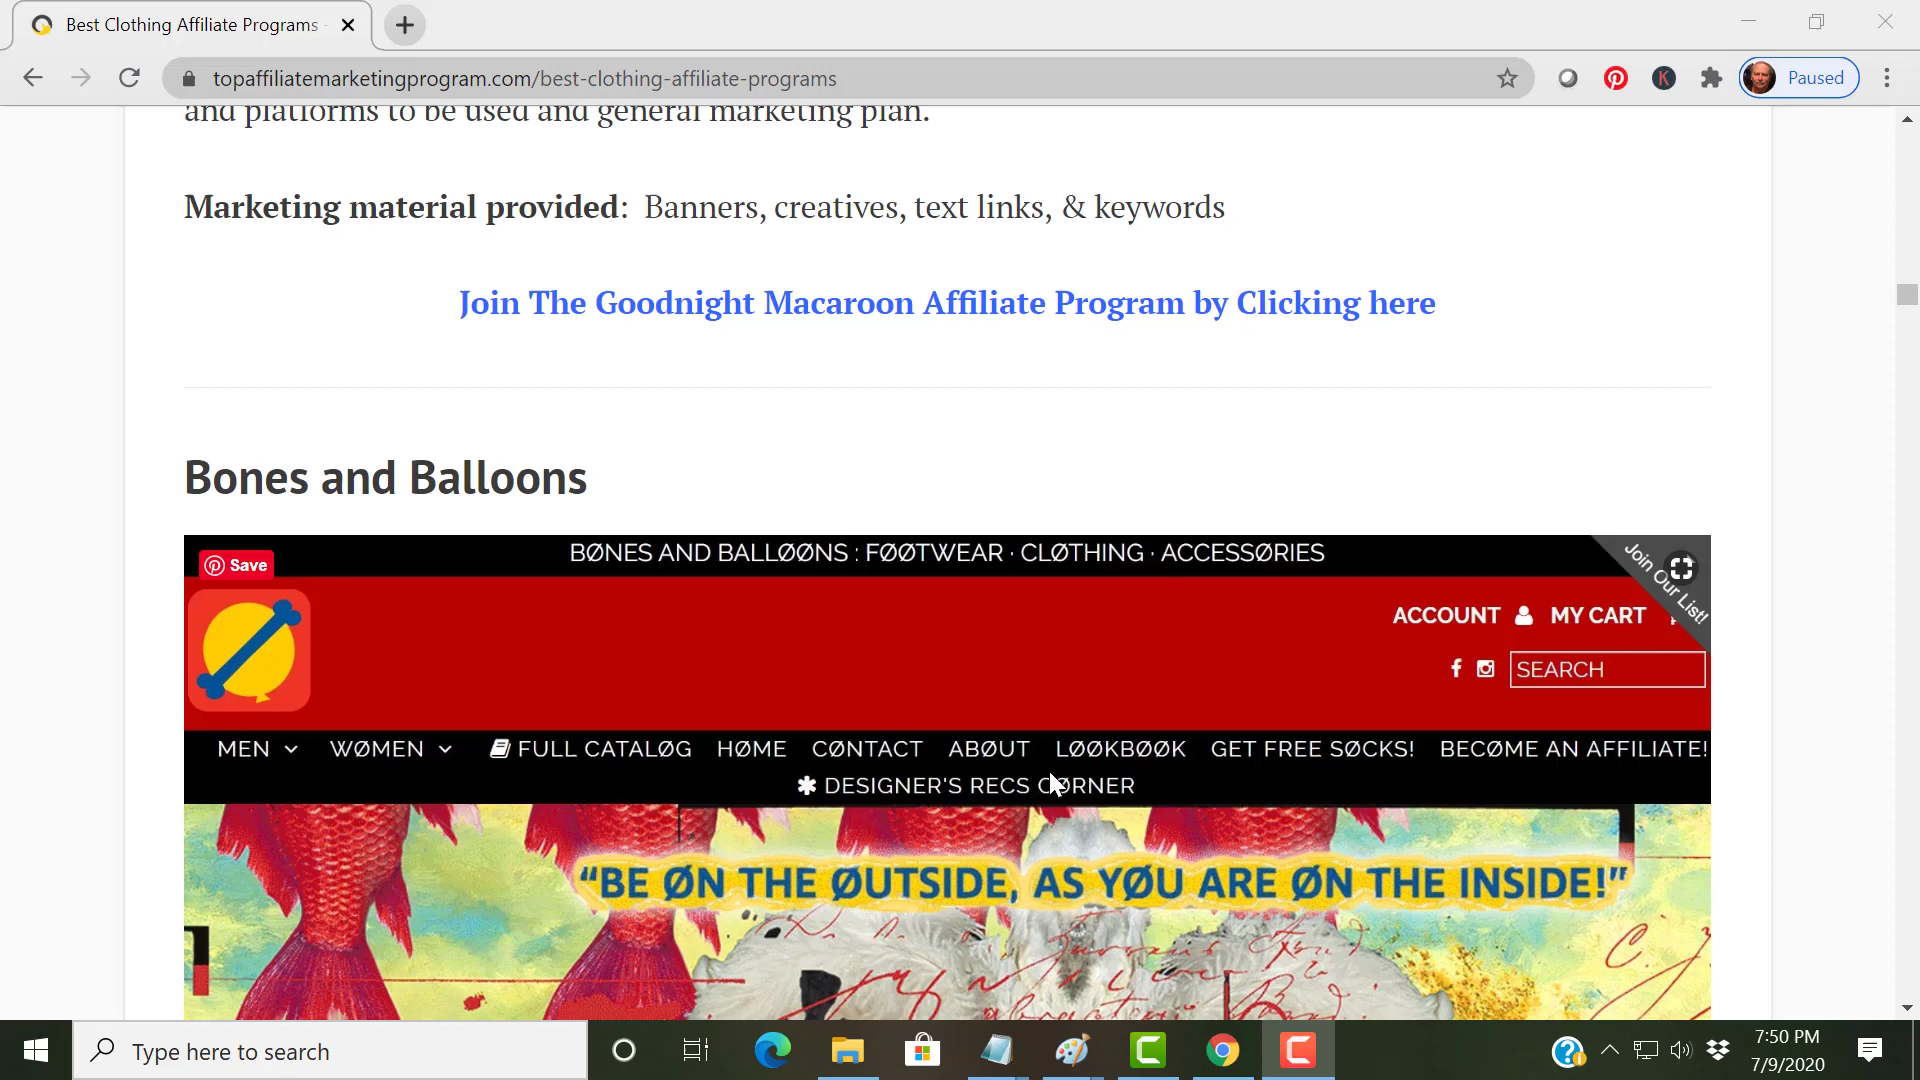 Best Clothing Affiliate Programs -
topaffiliatemarketingprogram.com/best-clothing-affiliate-programs
K
Paused
and platforms to be used and general marketing plan.
Marketing material provided:  Banners, creatives, text links, & keywords
Join The Goodnight Macaroon Affiliate Program by Clicking here
Bones and Balloons
BØNES AND BALLØØNS : FØØTWEAR · CLØTHING · ACCESSØRIES
Save
Join Our List!
ACCOUNT MY CART
SEARCH
MEN WØMEN FULL CATALØG HØME CØNTACT ABØUT LØØKBØØK GET FREE SØCKS! BECØME AN AFFILIATE!
✱ DESIGNER'S RECS CØRNER
“BE ØN THE ØUTSIDE, AS YØU ARE ØN THE INSIDE!”
Type here to search
7:50 PM
7/9/2020